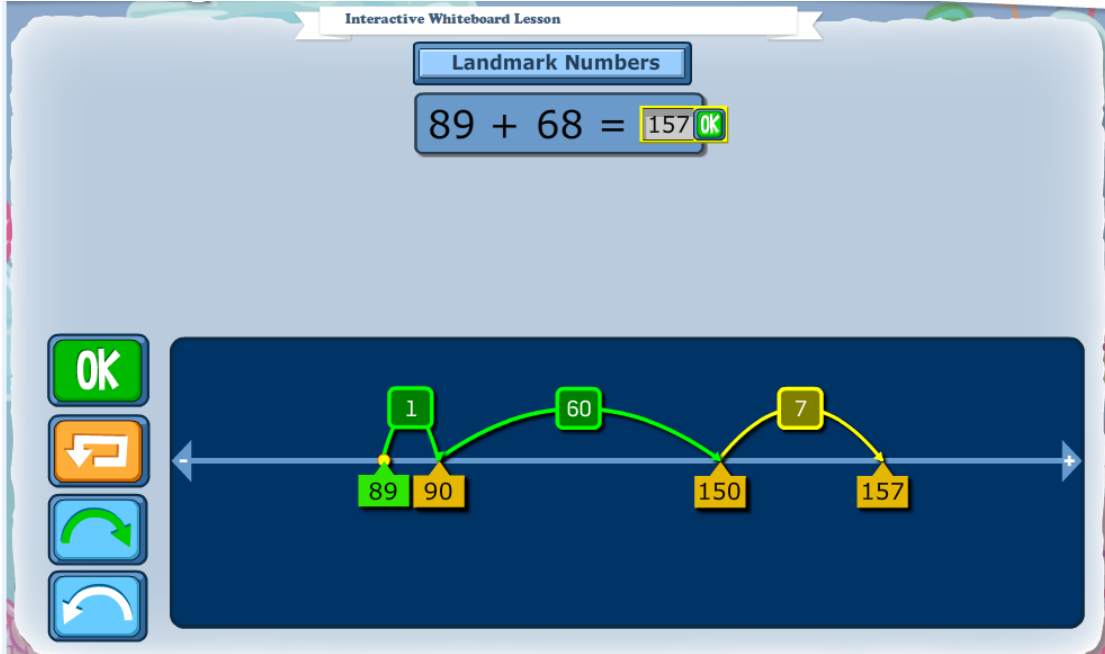 Interactive Whiteboard Lesson
Landmark Numbers
89 + 68 = 157 OK
OK
1 60 7
- +
89 90 150 157